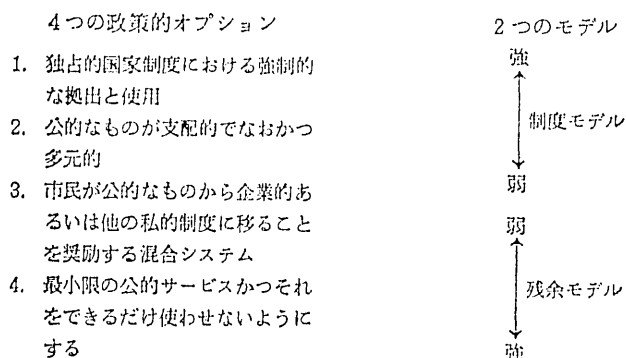 4つの政策的オプション
1. 独占的国家制度における強制的
な拠出と使用
2. 公的なものが支配的でなおかつ
多元的
3. 市民が公的なものから企業的あ
るいは他の私的制度に移ること
を奨励する混合システム
4. 最小限の公的サービスかつそれ
をできるだけ使わせないように
する
2つのモデル
強
制度モデル
弱
弱
残余モデル
強